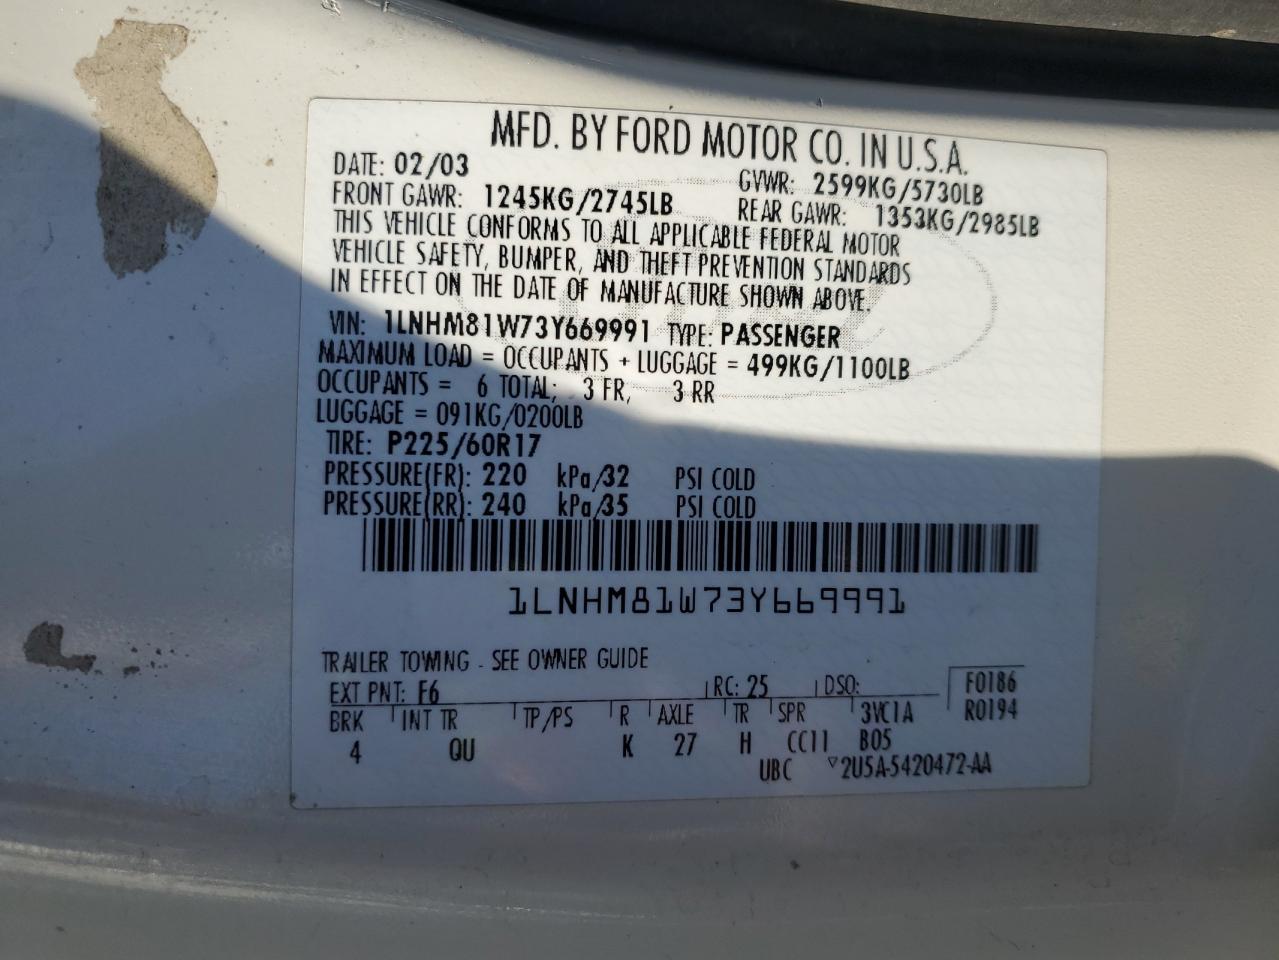 MFD. BY FORD MOTOR CO. IN U.S.A.
DATE: 02/03 GVWR: 2599KG/5730LB
FRONT GAWR: 1245KG/2745LB REAR GAWR: 1353KG/2985LB
THIS VEHICLE CONFORMS TO ALL APPLICABLE FEDERAL MOTOR
VEHICLE SAFETY, BUMPER, AND THEFT PREVENTION STANDARDS
IN EFFECT ON THE DATE OF MANUFACTURE SHOWN ABOVE.
VIN: 1LNHM81W73Y669991 TYPE: PASSENGER
MAXIMUM LOAD = OCCUPANTS + LUGGAGE = 499KG/1100LB
OCCUPANTS = 6 TOTAL; 3 FR, 3 RR
LUGGAGE = 091KG/0200LB
TIRE: P225/60R17
PRESSURE(FR): 220 kPa/32 PSI COLD
PRESSURE(RR): 240 kPa/35 PSI COLD
1LNHM81W73Y669991
TRAILER TOWING - SEE OWNER GUIDE
EXT PNT: F6 RC: 25 DSO: F0186
BRK INT TR TP/PS R AXLE TR SPR 3VC1A R0194
4 QU K 27 H CC11 B05
UBC ▽2U5A-5420472-AA